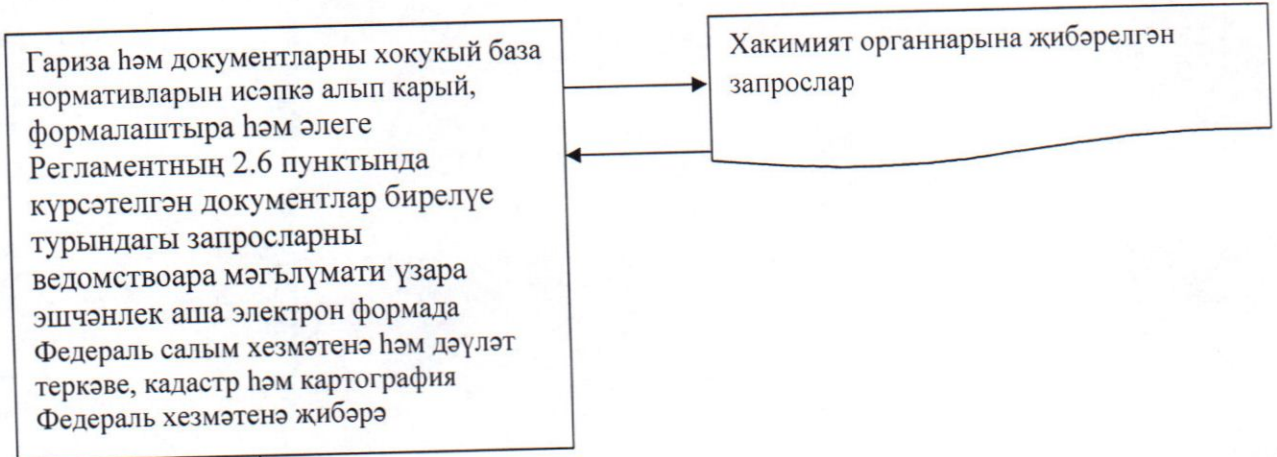 Гариза һәм документларны хокукый база
нормативларын исәпкә алып карый,
формалаштыра һәм әлеге
Регламентның 2.6 пунктында
күрсәтелгән документлар бирелүе
турындагы запросларны
ведомствоара мәгълүмати үзара
эшчәнлек аша электрон формада
Федераль салым хезмәтенә һәм дәүләт
теркәве, кадастр һәм картография
Федераль хезмәтенә җибәрә
Хакимият органнарына җибәрелгән
запрослар